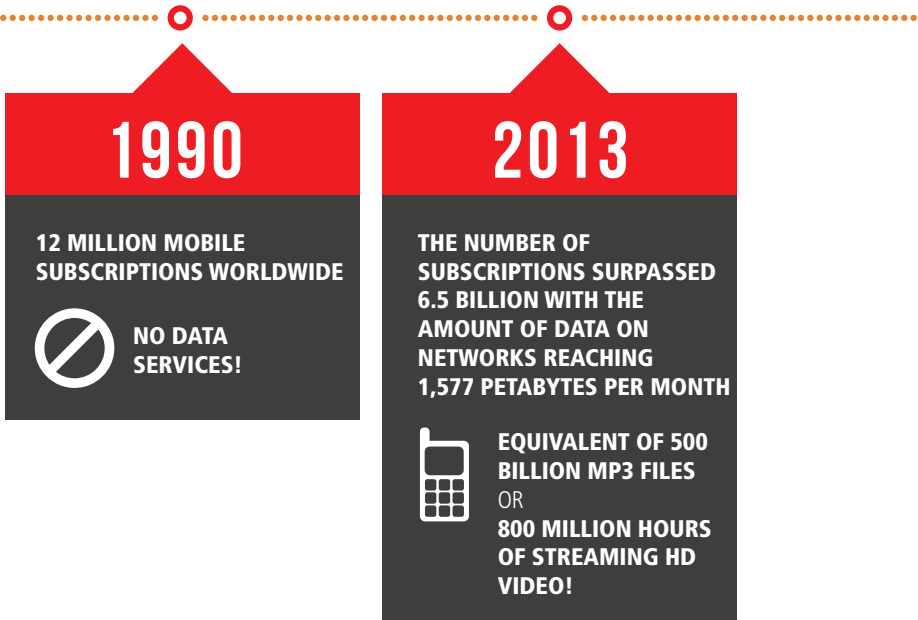 1990
12 MILLION MOBILE
SUBSCRIPTIONS WORLDWIDE
NO DATA
SERVICES!
2013
THE NUMBER OF
SUBSCRIPTIONS SURPASSED
6.5 BILLION WITH THE
AMOUNT OF DATA ON
NETWORKS REACHING
1,577 PETABYTES PER MONTH
EQUIVALENT OF 500
BILLION MP3 FILES
OR
800 MILLION HOURS
OF STREAMING HD
VIDEO!